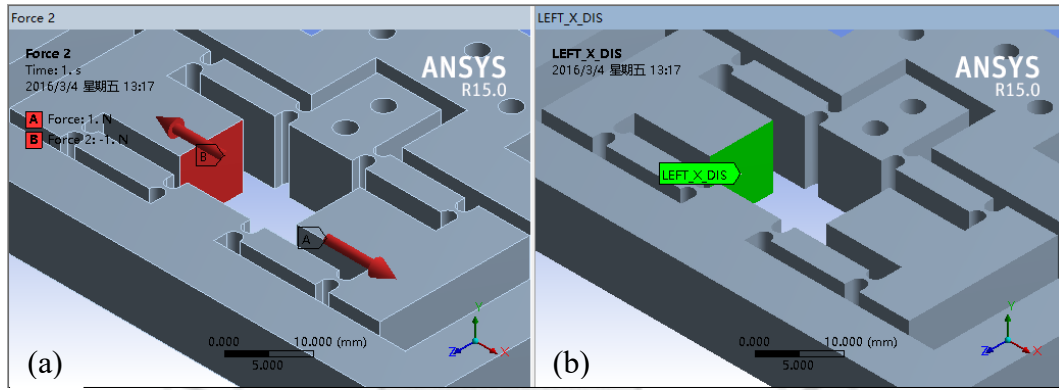 Force 2
Force 2
Time: 1. s
2016/3/4 星期五 13:17
A Force: 1. N
B Force 2: -1. N
ANSYS
R15.0
B
A
0.000 10.000 (mm)
5.000
Y
Z X
(a)
LEFT_X_DIS
LEFT_X_DIS
2016/3/4 星期五 13:17
ANSYS
R15.0
LEFT_X_DIS
0.000 10.000 (mm)
5.000
Y
Z X
(b)